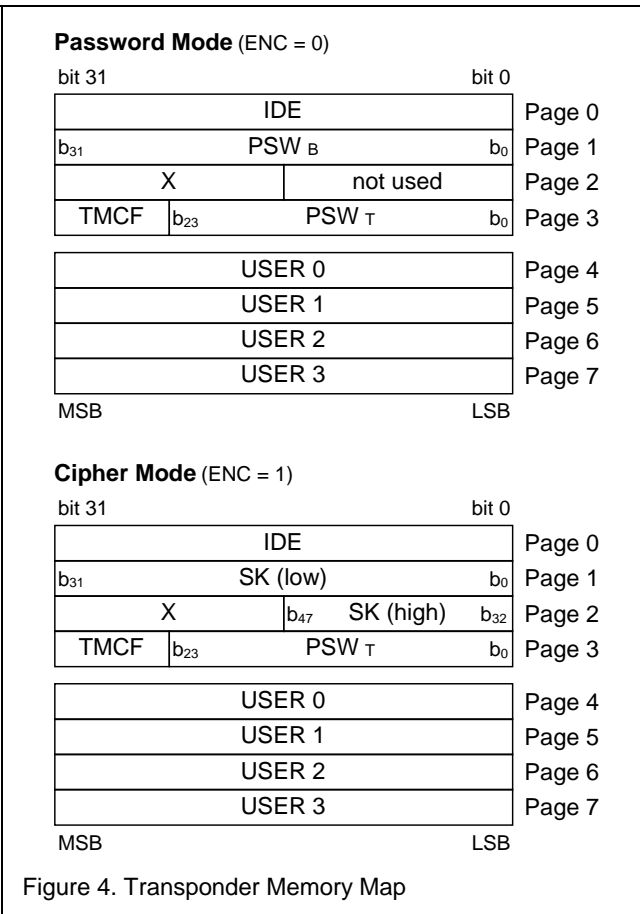 Password Mode (ENC = 0)
bit 31 bit 0
IDE Page 0
b31 PSW B b0 Page 1
X not used Page 2
TMCF b23 PSW T b0 Page 3
USER 0 Page 4
USER 1 Page 5
USER 2 Page 6
USER 3 Page 7
MSB LSB
Cipher Mode (ENC = 1)
bit 31 bit 0
IDE Page 0
b31 SK (low) b0 Page 1
X b47 SK (high) b32 Page 2
TMCF b23 PSW T b0 Page 3
USER 0 Page 4
USER 1 Page 5
USER 2 Page 6
USER 3 Page 7
MSB LSB
Figure 4. Transponder Memory Map